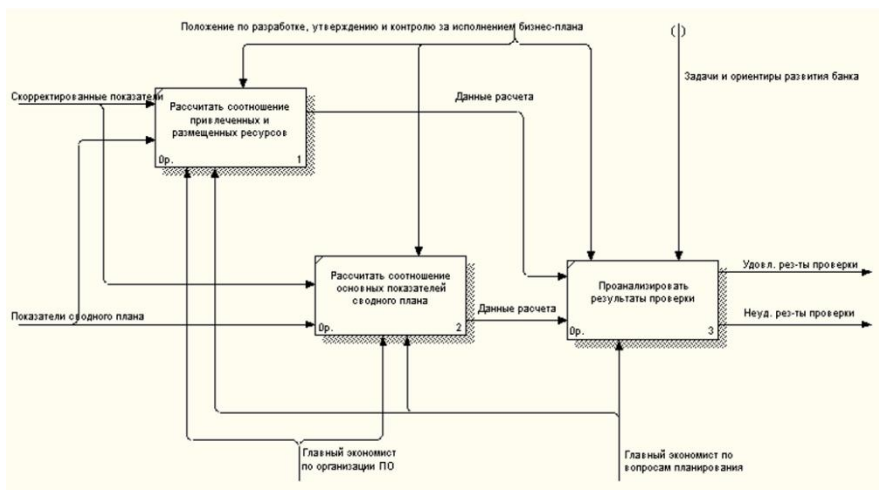 Положение по разработке, утверждению и контролю за исполнением бизнес-плана
( )
Задачи и ориентиры развития банка
Скорректированные показатели
Рассчитать соотношение
привлеченных и
размещенных ресурсов
0р.
1
Данные расчета
Рассчитать соотношение
основных показателей
сводного плана
0р.
2
Показатели сводного плана
Данные расчета
Проанализировать
результаты проверки
0р.
3
Удовл. рез-ты проверки
Неуд. рез-ты проверки
Главный экономист
по организации ПО
Главный экономист по
вопросам планирования